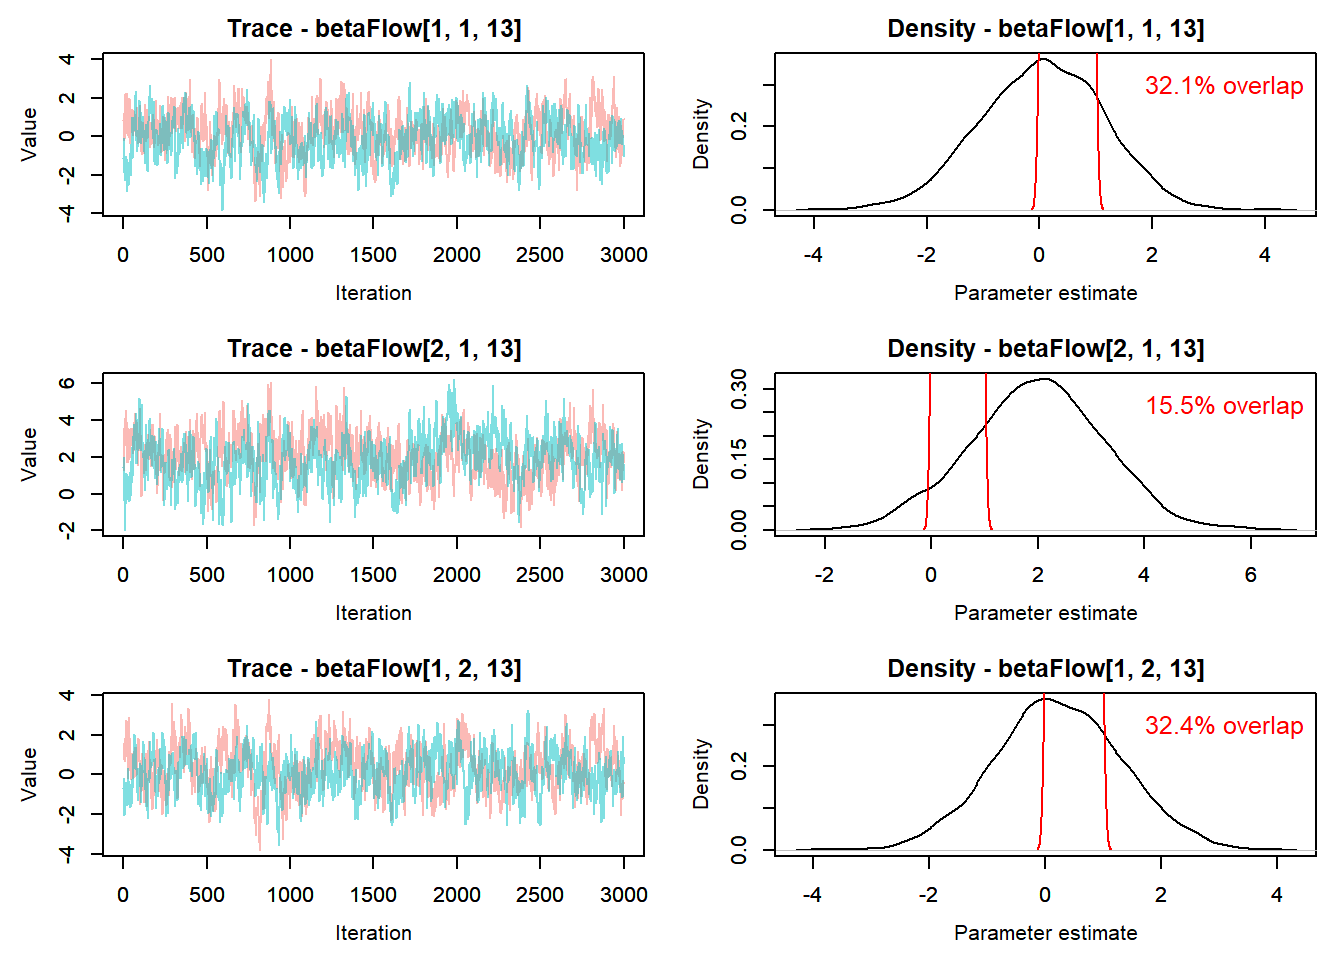 Trace - betaFlow[1, 1, 13]
Value
4
2
0
-2
-4
0 500 1000 1500 2000 2500 3000
Iteration
Density - betaFlow[1, 1, 13]
Density
0.2
0.0
32.1% overlap
-4 -2 0 2 4
Parameter estimate
Trace - betaFlow[2, 1, 13]
Value
6
4
2
0
-2
0 500 1000 1500 2000 2500 3000
Iteration
Density - betaFlow[2, 1, 13]
Density
0.30
0.15
0.00
15.5% overlap
-2 0 2 4 6
Parameter estimate
Trace - betaFlow[1, 2, 13]
Value
4
2
0
-2
-4
0 500 1000 1500 2000 2500 3000
Iteration
Density - betaFlow[1, 2, 13]
Density
0.2
0.0
32.4% overlap
-4 -2 0 2 4
Parameter estimate